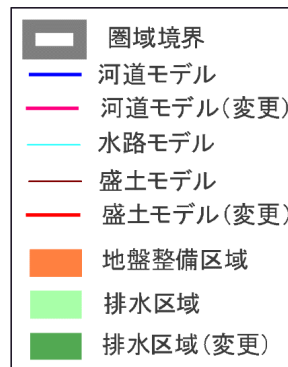 圏域境界
河道モデル
河道モデル(変更)
水路モデル
盛土モデル
盛土モデル(変更)
地盤整備区域
排水区域
排水区域(変更)